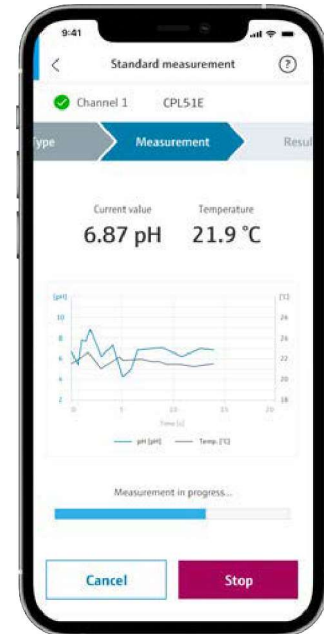 9:41
Standard measurement ?
Channel 1 CPL51E
ype Measurement Resul
Current value Temperature
6.87 pH 21.9 °C
[pH] [°C]
10 26
8 24
6 22
4 20
2 18
0 5 10 15 20
Time [s]
pH [pH] Temp. [°C]
Measurement in progress...
Cancel Stop